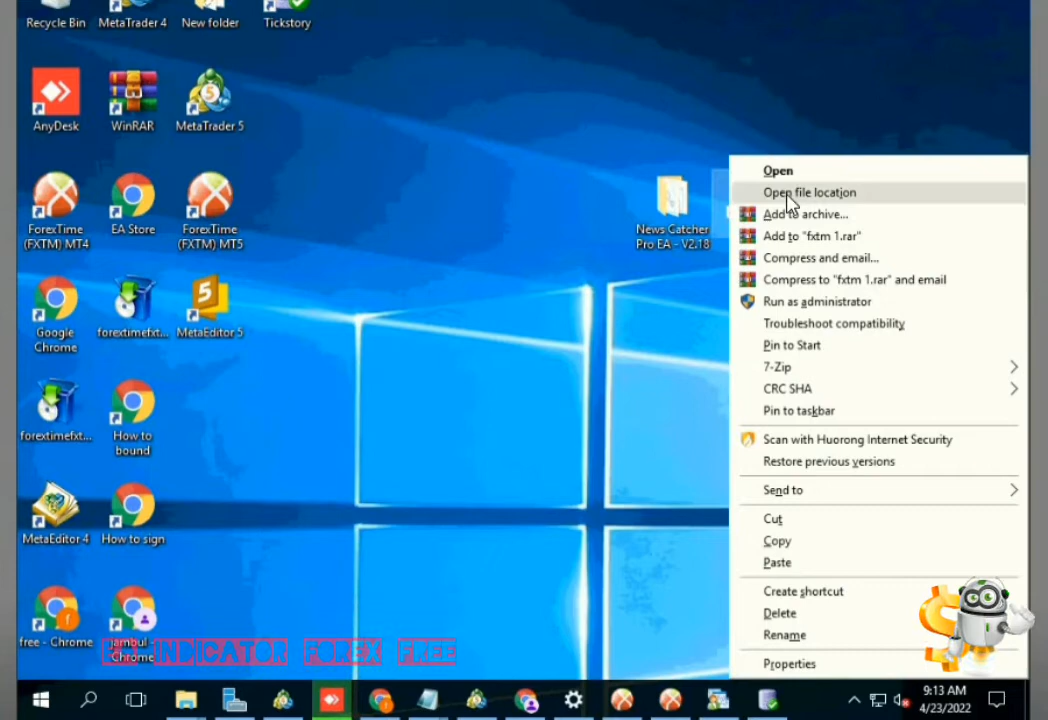 Recycle Bin
MetaTrader 4
New folder
Tickstory
AnyDesk
WinRAR
MetaTrader 5
ForexTime
(FXTM) MT4
EA Store
ForexTime
(FXTM) MT5
News Catcher
Pro EA - V2.18
Google
Chrome
forextimefxt...
MetaEditor 5
forextimefxt...
How to
bound
MetaEditor 4
How to sign
free - Chrome
jambul -
Chrome
INDICATOR FOREX FREE
Open
Open file location
Add to archive...
Add to "fxtm 1.rar"
Compress and email...
Compress to "fxtm 1.rar" and email
Run as administrator
Troubleshoot compatibility
Pin to Start
7-Zip
CRC SHA
Pin to taskbar
Scan with Huorong Internet Security
Restore previous versions
Send to
Cut
Copy
Paste
Create shortcut
Delete
Rename
Properties
9:13 AM
4/23/2022